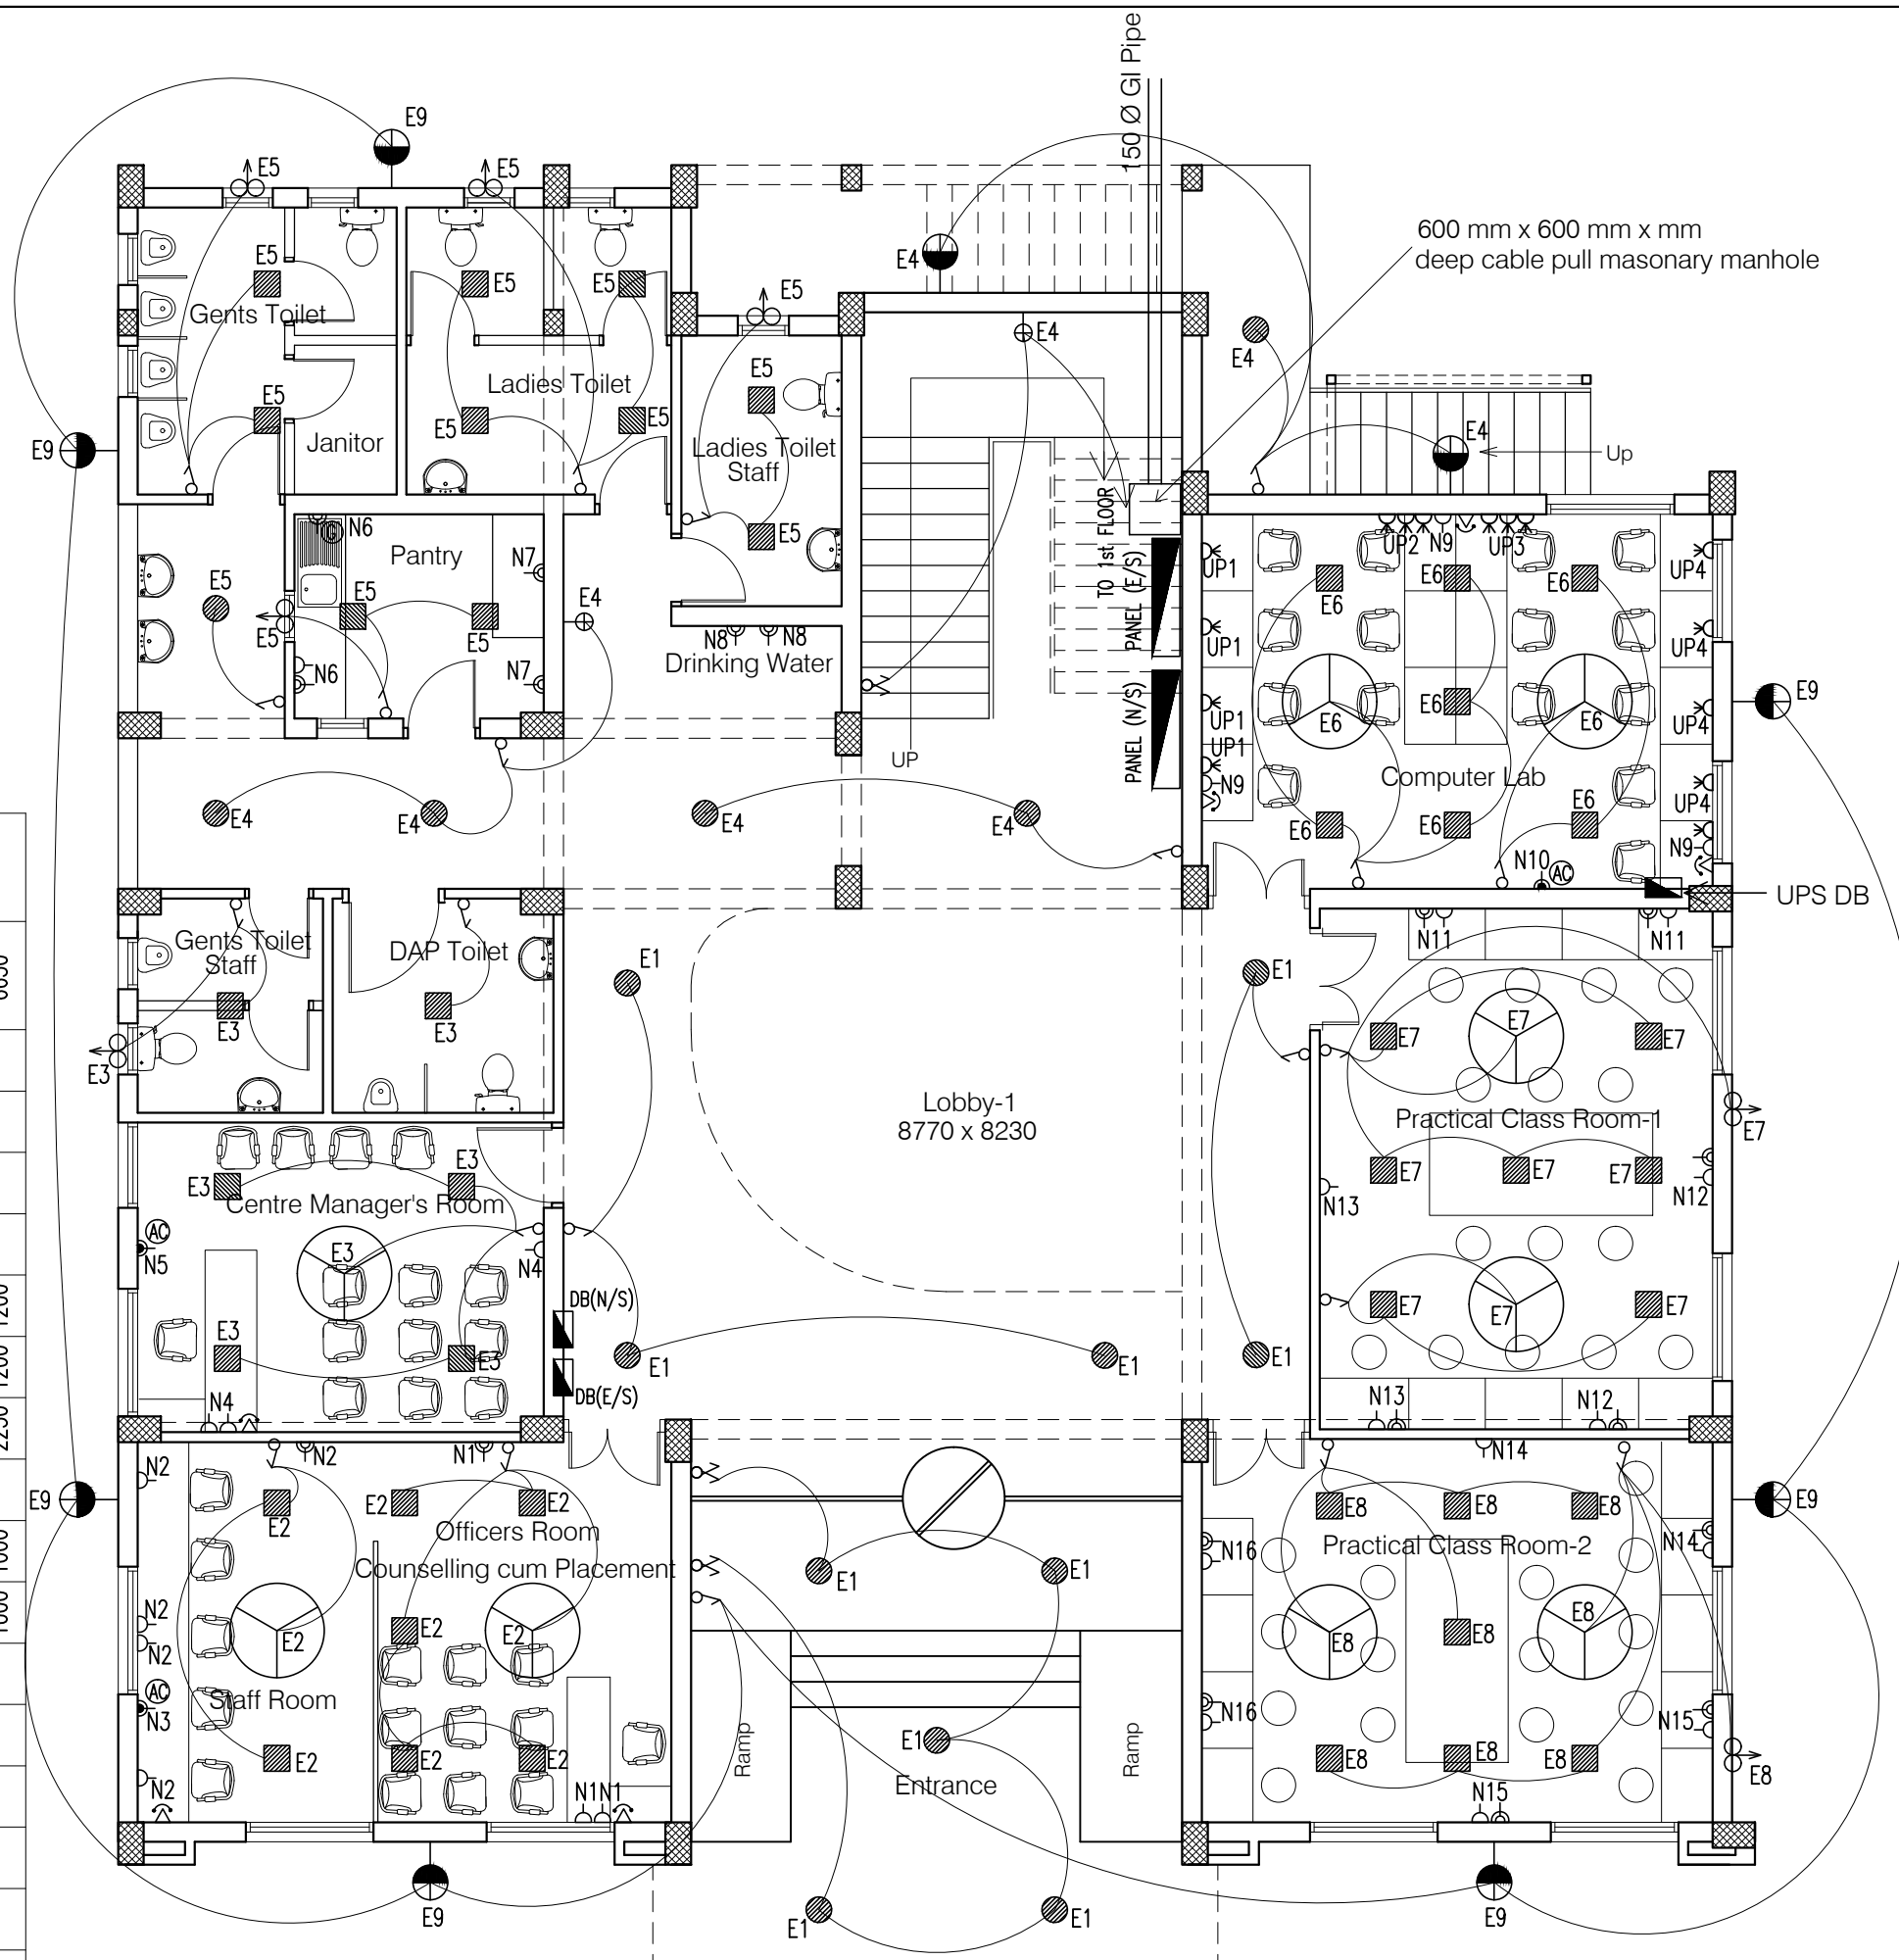 150 Ø GI Pipe
E9
E5
E5
600 mm x 600 mm x mm
deep cable pull masonary manhole
E4
E5
E5
E5
E5
Gents Toilet
E4
E4
E5
Ladies Toilet
E5
E5
E5
E5
E4
Up
E9
Janitor
Ladies Toilet
Staff
N6
G
Pantry
N7
E5
TO 1st FLOOR
PANEL (E/S)
UP1
UP2
N9
UP3
UP4
E5
E5
E4
E6
E6
E6
E5
E5
N8
N8
UP1
UP4
Drinking Water
N6
N7
E9
PANEL (N/S)
UP1
E6
E6
E6
UP4
UP1
UP
N9
Computer Lab
UP4
E4
E4
E4
E4
E6
E6
E6
N9
N10
AC
UPS DB
6650
Gents Toilet
Staff
DAP Toilet
N11
N11
E1
E1
E3
E3
E7
E7
E7
E3
Lobby-1
8770 x 8230
Practical Class Room-1
E7
E3
E3
E7
E7
E7
N12
Centre Manager's Room
N13
AC
N5
E3
N4
DB(N/S)
1200
E7
E7
E7
1200
E3
E3
E1
E1
E1
DB(E/S)
N4
N13
N12
2250
N2
N2
N1
N14
E9
E2
E2
E2
E8
E8
E8
E9
1000
Officers Room
N16
Practical Class Room-2
N14
Counselling cum Placement
E1
E1
1000
N2
E2
E2
E2
E8
E8
E8
N2
AC
N3
Staff Room
N16
N15
E1
Ramp
Ramp
E2
E2
E2
E8
E8
E8
E8
N2
Entrance
N1
N1
N15
E9
E1
E1
E9